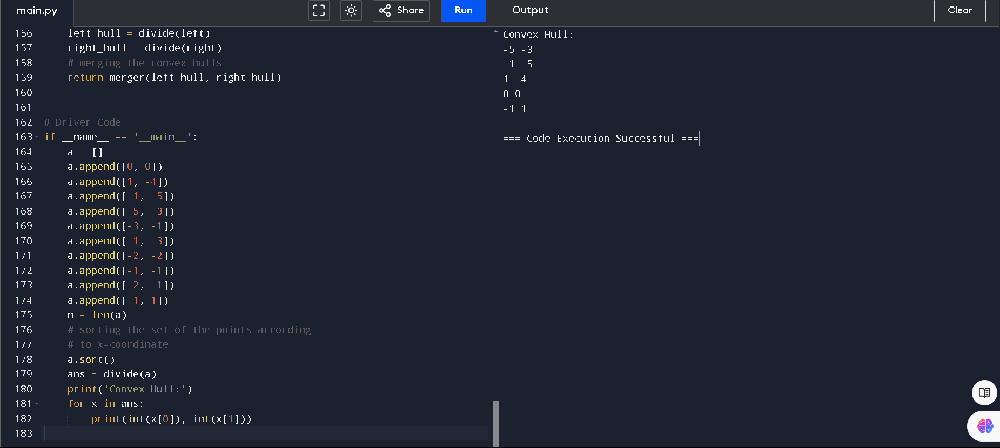 main.py
Share
Run
Output
Clear
156     left_hull = divide(left)
157     right_hull = divide(right)
158     # merging the convex hulls
159     return merger(left_hull, right_hull)
160
161
162 # Driver Code
163 if __name__ == '__main__':
164     a = []
165     a.append([0, 0])
166     a.append([1, -4])
167     a.append([-1, -5])
168     a.append([-5, -3])
169     a.append([-3, -1])
170     a.append([-1, -3])
171     a.append([-2, -2])
172     a.append([-1, -1])
173     a.append([-2, -1])
174     a.append([-1, 1])
175     n = len(a)
176     # sorting the set of the points according
177     # to x-coordinate
178     a.sort()
179     ans = divide(a)
180     print('Convex Hull:')
181     for x in ans:
182         print(int(x[0]), int(x[1]))
183
Convex Hull:
-5 -3
-1 -5
1 -4
0 0
-1 1
=== Code Execution Successful ===